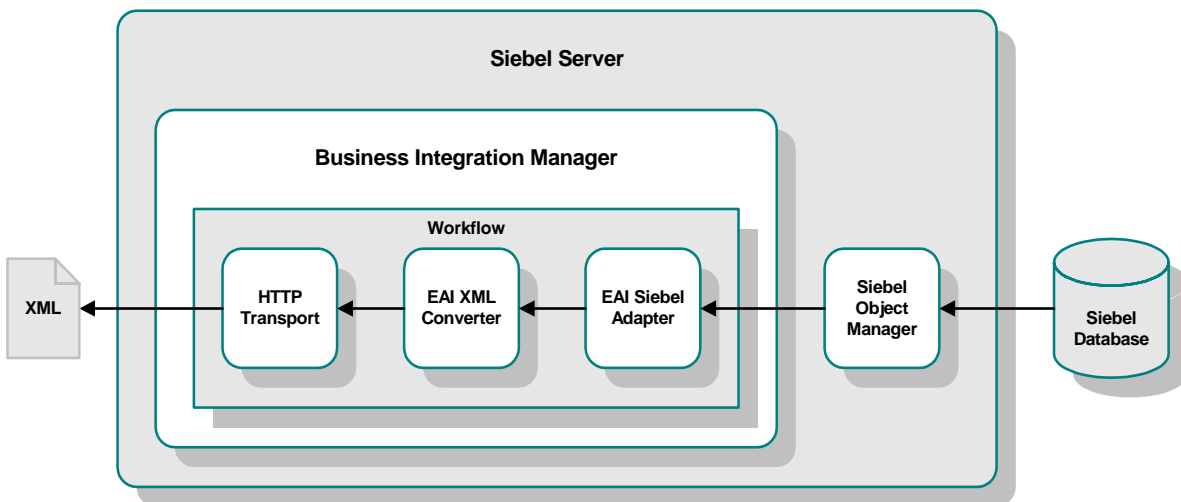 Siebel Server
Business Integration Manager
Workflow
XML
HTTP
Transport
EAI XML
Converter
EAI Siebel
Adapter
Siebel
Object
Manager
Siebel
Database